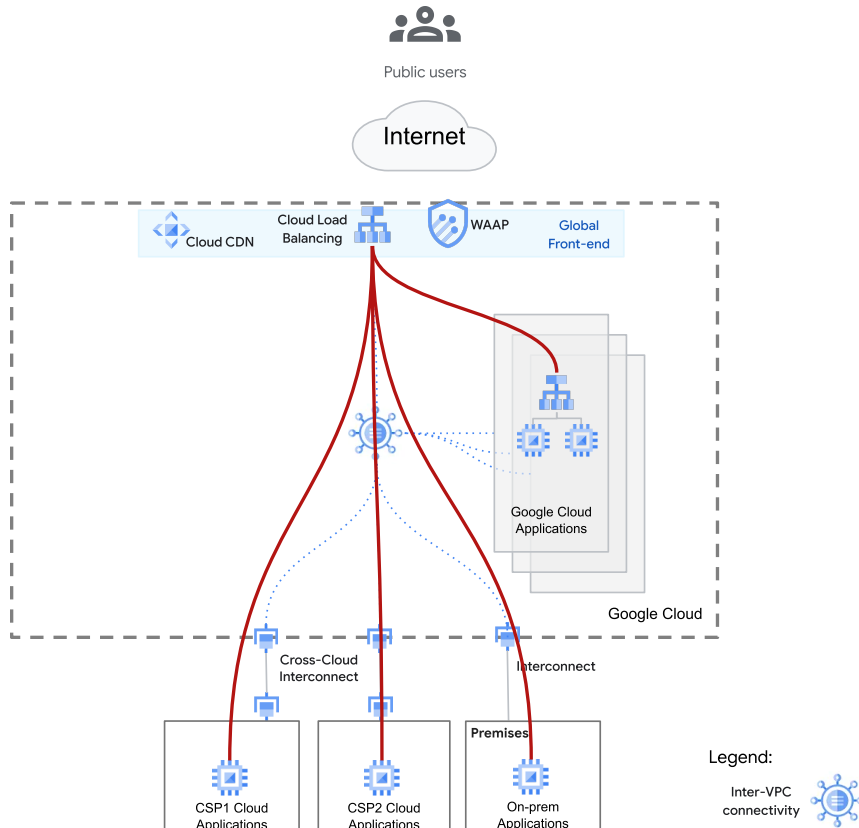 Public users
Internet
Cloud CDN
Cloud Load
Balancing
WAAP
Global
Front-end
Google Cloud
Applications
Google Cloud
Cross-Cloud
Interconnect
Interconnect
Premises
CSP1 Cloud
Applications
CSP2 Cloud
Applications
On-prem
Applications
Legend:
Inter-VPC
connectivity